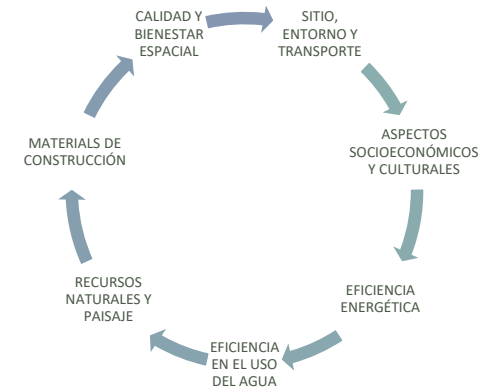 CALIDAD Y
BIENESTAR
ESPACIAL
SITIO,
ENTORNO Y
TRANSPORTE
ASPECTOS
SOCIOECONÓMICOS
Y CULTURALES
EFICIENCIA
ENERGÉTICA
EFICIENCIA
EN EL USO
DEL AGUA
RECURSOS
NATURALES Y
PAISAJE
MATERIALS DE
CONSTRUCCIÓN